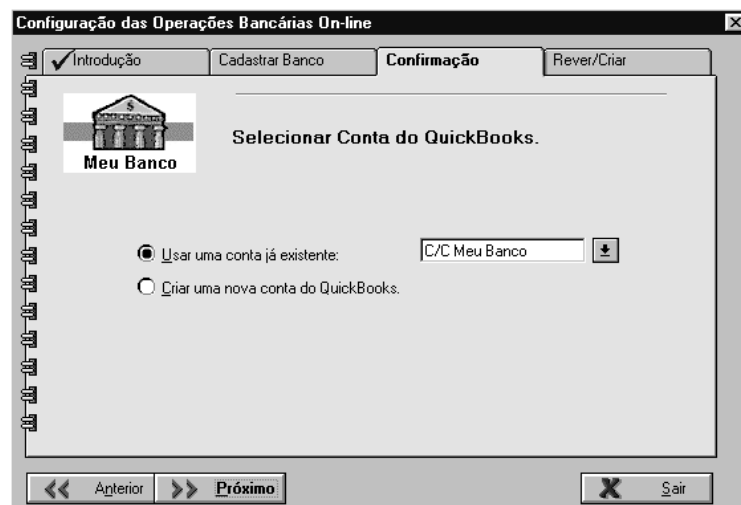 Configuração das Operações Bancárias On-line
Introdução Cadastrar Banco Confirmação Rever/Criar
$
Meu Banco
Selecionar Conta do QuickBooks.
Usar uma conta já existente: C/C Meu Banco
Criar uma nova conta do QuickBooks.
Anterior Próximo Sair